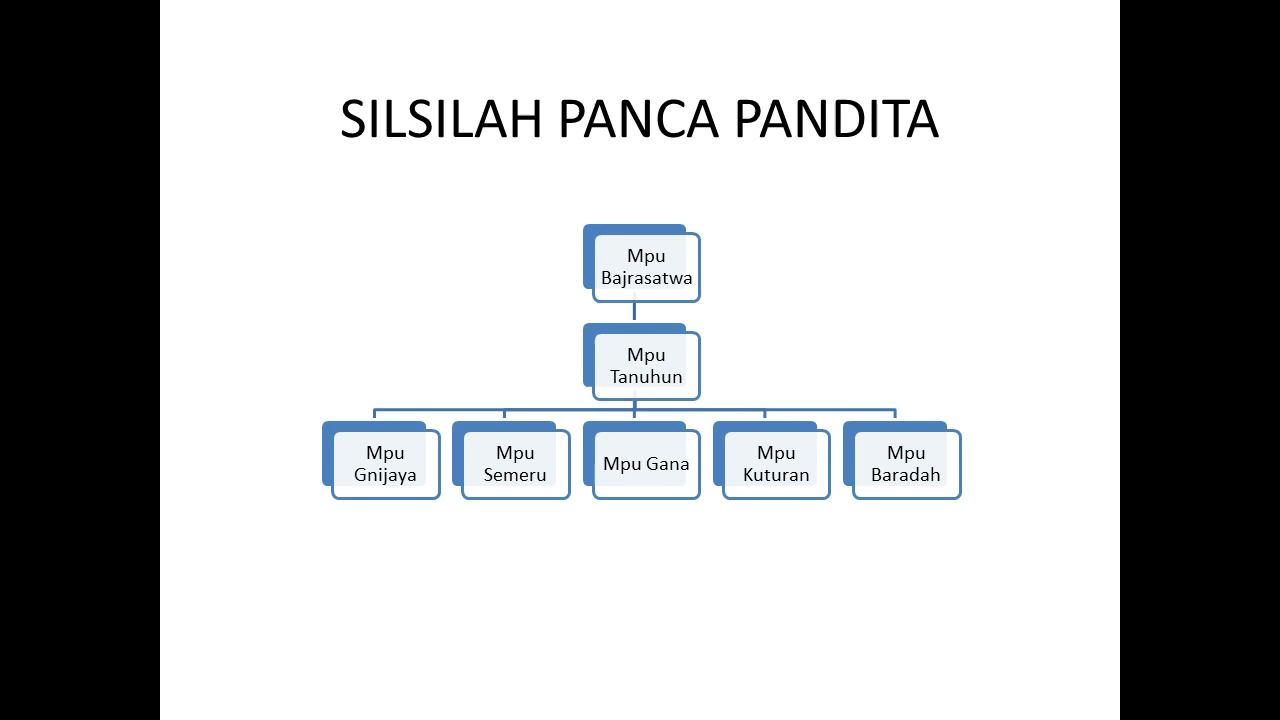 SILSILAH PANCA PANDITA
Mpu
Bajrasatwa
Mpu
Tanuhun
Mpu
Gnijaya
Mpu
Semeru
Mpu Gana
Mpu
Kuturan
Mpu
Baradah